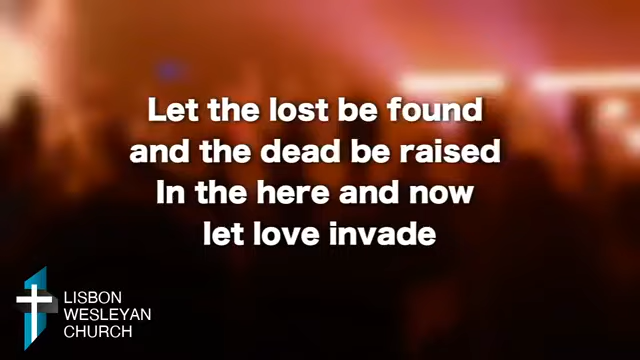 Let the lost be found
and the dead be raised
In the here and now
let love invade
LISBON
WESLEYAN
CHURCH